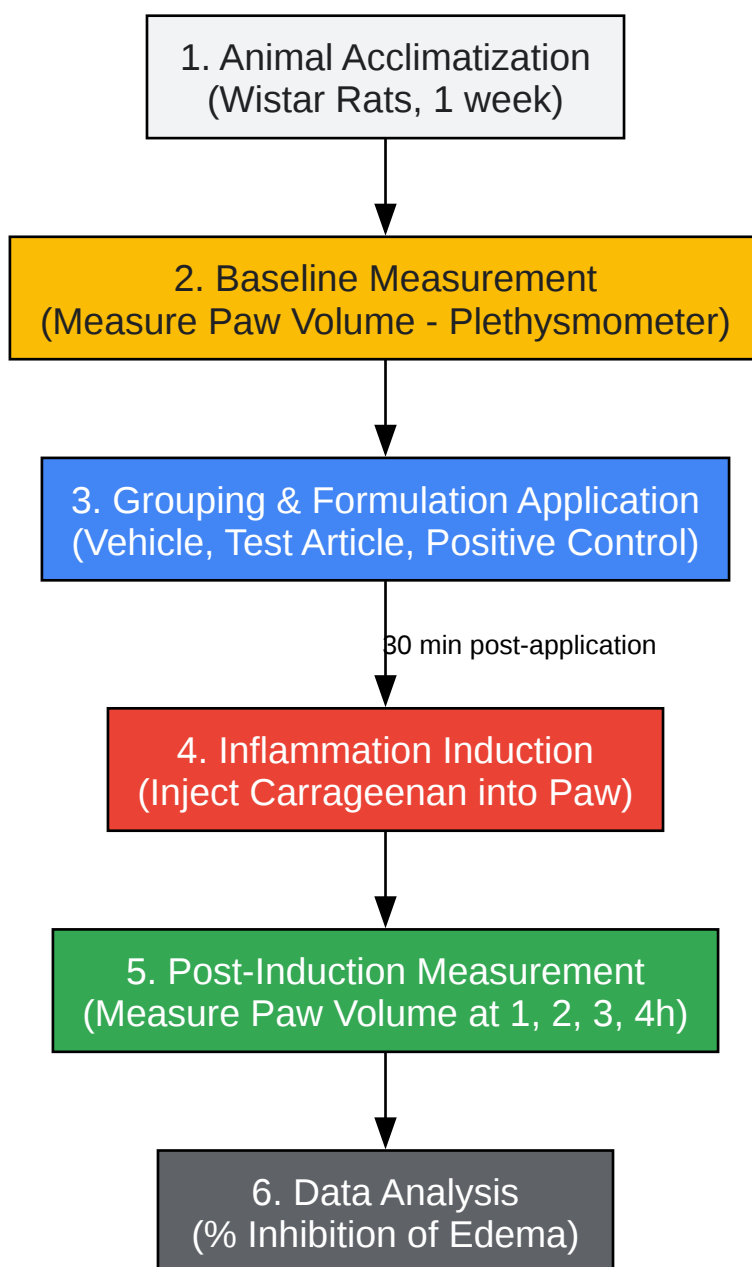 1. Animal Acclimatization
(Wistar Rats, 1 week)
2. Baseline Measurement
(Measure Paw Volume - Plethysmometer)
3. Grouping & Formulation Application
(Vehicle, Test Article, Positive Control)
30 min post-application
4. Inflammation Induction
(Inject Carrageenan into Paw)
5. Post-Induction Measurement
(Measure Paw Volume at 1, 2, 3, 4h)
6. Data Analysis
(% Inhibition of Edema)